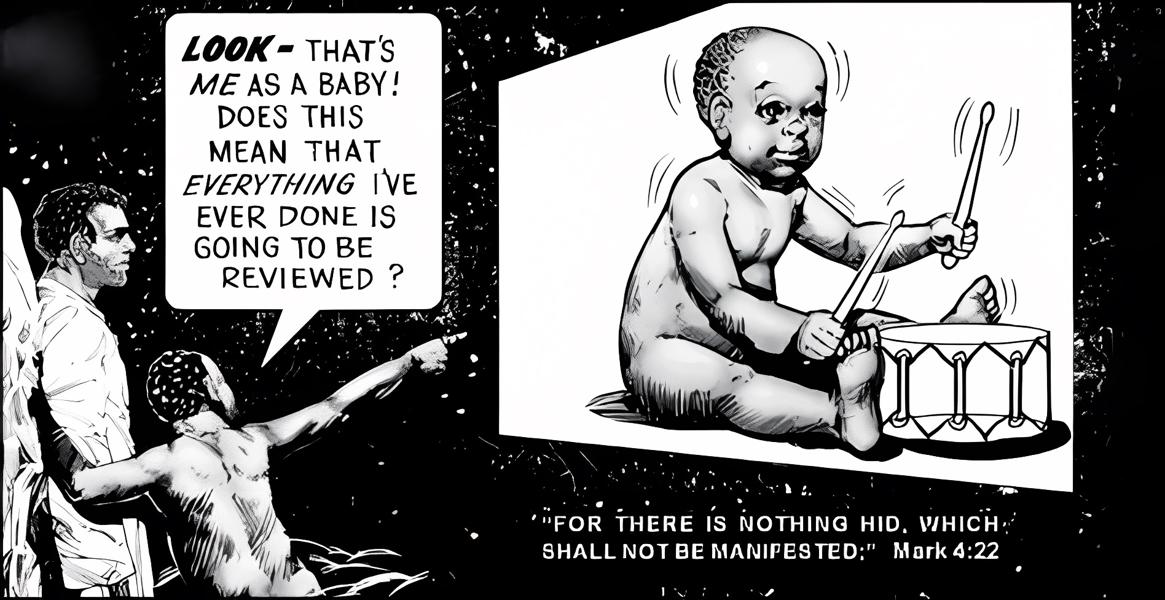 LOOK- THAT'S
ME AS A BABY!
DOES THIS
MEAN THAT
EVERYTHING I'VE
EVER DONE IS
GOING TO BE
REVIEWED ?
"FOR THERE IS NOTHING HID, WHICH
SHALL NOT BE MANIFESTED;" Mark 4:22